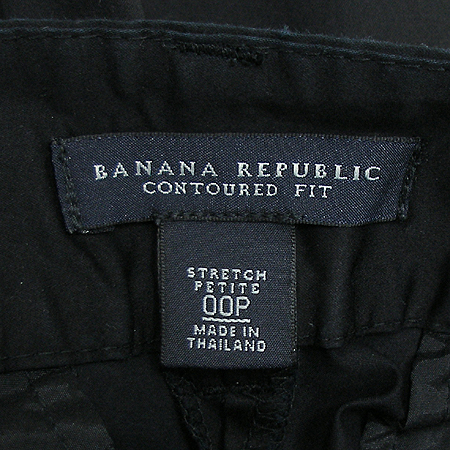 BANANA REPUBLIC
CONTOURED FIT
STRETCH
PETITE
00P
MADE IN
THAILAND